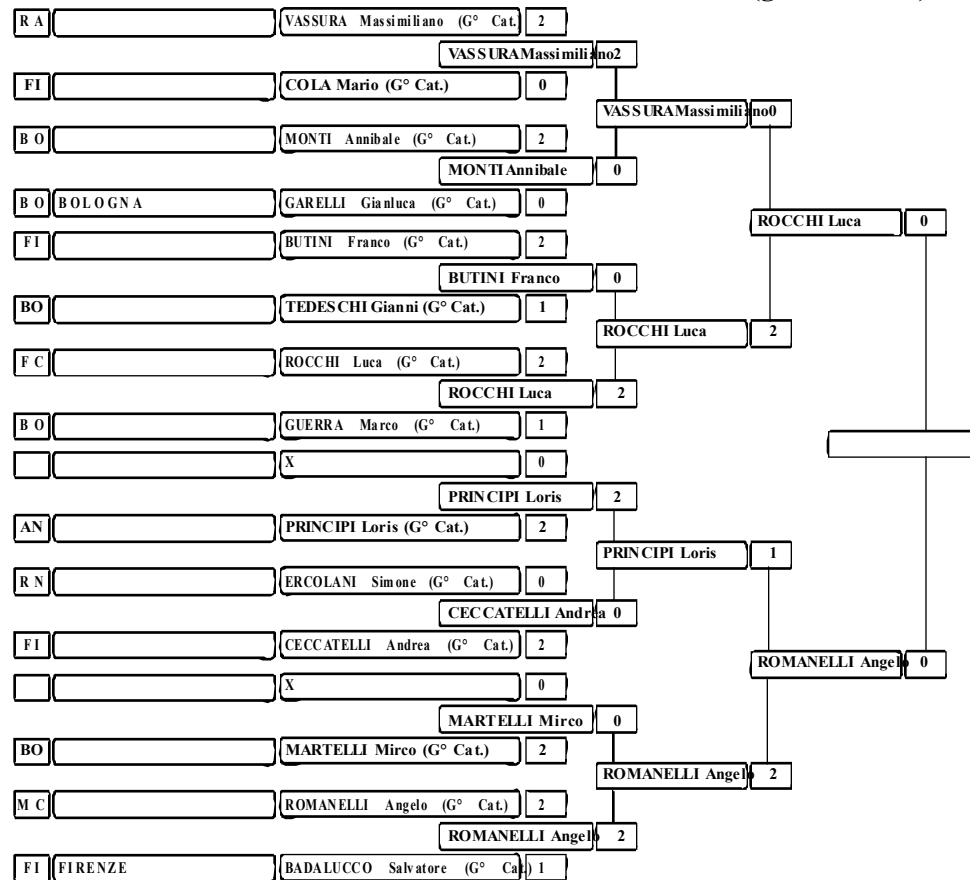 RA VASSURA Massimiliano (G° Cat.) 2
VASSURA Massimiliano 2
FI COLA Mario (G° Cat.) 0
VASSURA Massimiliano 0
BO MONTI Annibale (G° Cat.) 2
MONTI Annibale 0
BO BOLOGNA GARELLI Gianluca (G° Cat.) 0
ROCCHI Luca 0
FI BUTINI Franco (G° Cat.) 2
BUTINI Franco 0
BO TEDESCHI Gianni (G° Cat.) 1
ROCCHI Luca 2
FC ROCCHI Luca (G° Cat.) 2
ROCCHI Luca 2
BO GUERRA Marco (G° Cat.) 1
X 0
PRINCIPI Loris 2
AN PRINCIPI Loris (G° Cat.) 2
PRINCIPI Loris 1
RN ERCOLANI Simone (G° Cat.) 0
CECCATELLI Andrea 0
FI CECCATELLI Andrea (G° Cat.) 2
ROMANELLI Angelo 0
X 0
MARTELLI Mirco 0
BO MARTELLI Mirco (G° Cat.) 2
ROMANELLI Angelo 2
MC ROMANELLI Angelo (G° Cat.) 2
ROMANELLI Angelo 2
FI FIRENZE BADALUCCO Salvatore (G° Cat.) 1